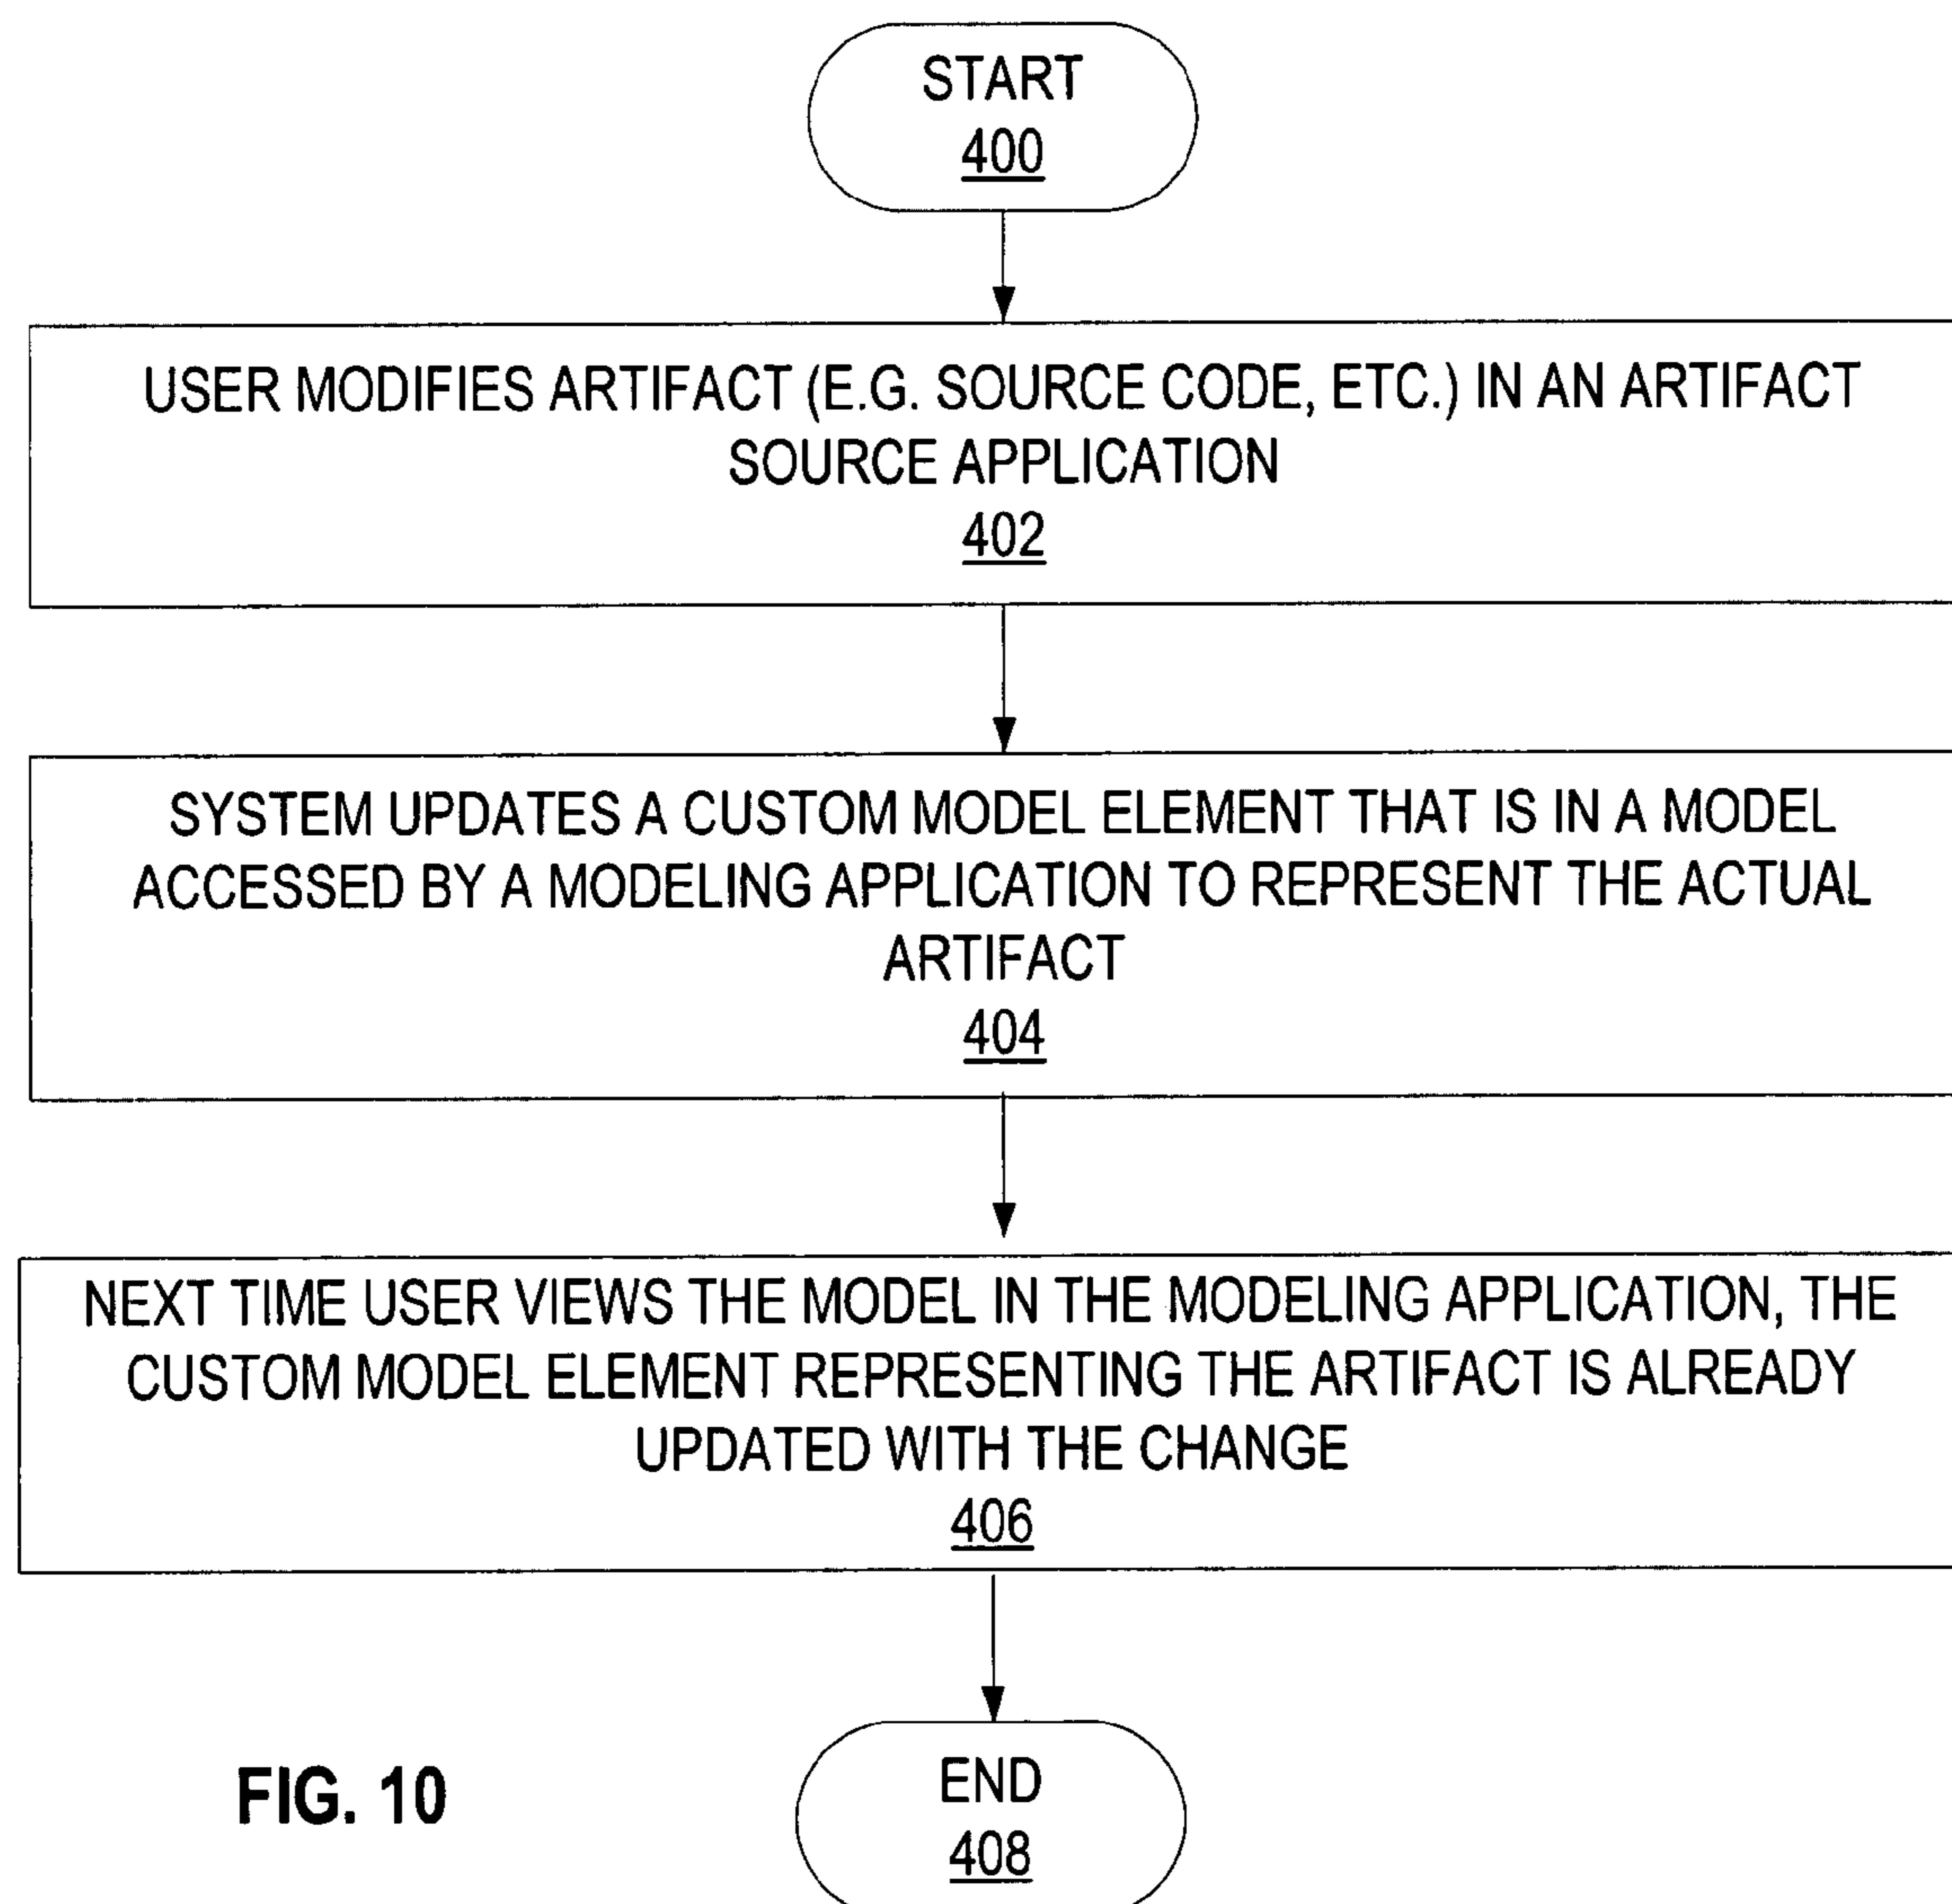 START
400
USER MODIFIES ARTIFACT (E.G. SOURCE CODE, ETC.) IN AN ARTIFACT
SOURCE APPLICATION
402
SYSTEM UPDATES A CUSTOM MODEL ELEMENT THAT IS IN A MODEL
ACCESSED BY A MODELING APPLICATION TO REPRESENT THE ACTUAL
ARTIFACT
404
NEXT TIME USER VIEWS THE MODEL IN THE MODELING APPLICATION, THE
CUSTOM MODEL ELEMENT REPRESENTING THE ARTIFACT IS ALREADY
UPDATED WITH THE CHANGE
406
END
408
FIG. 10